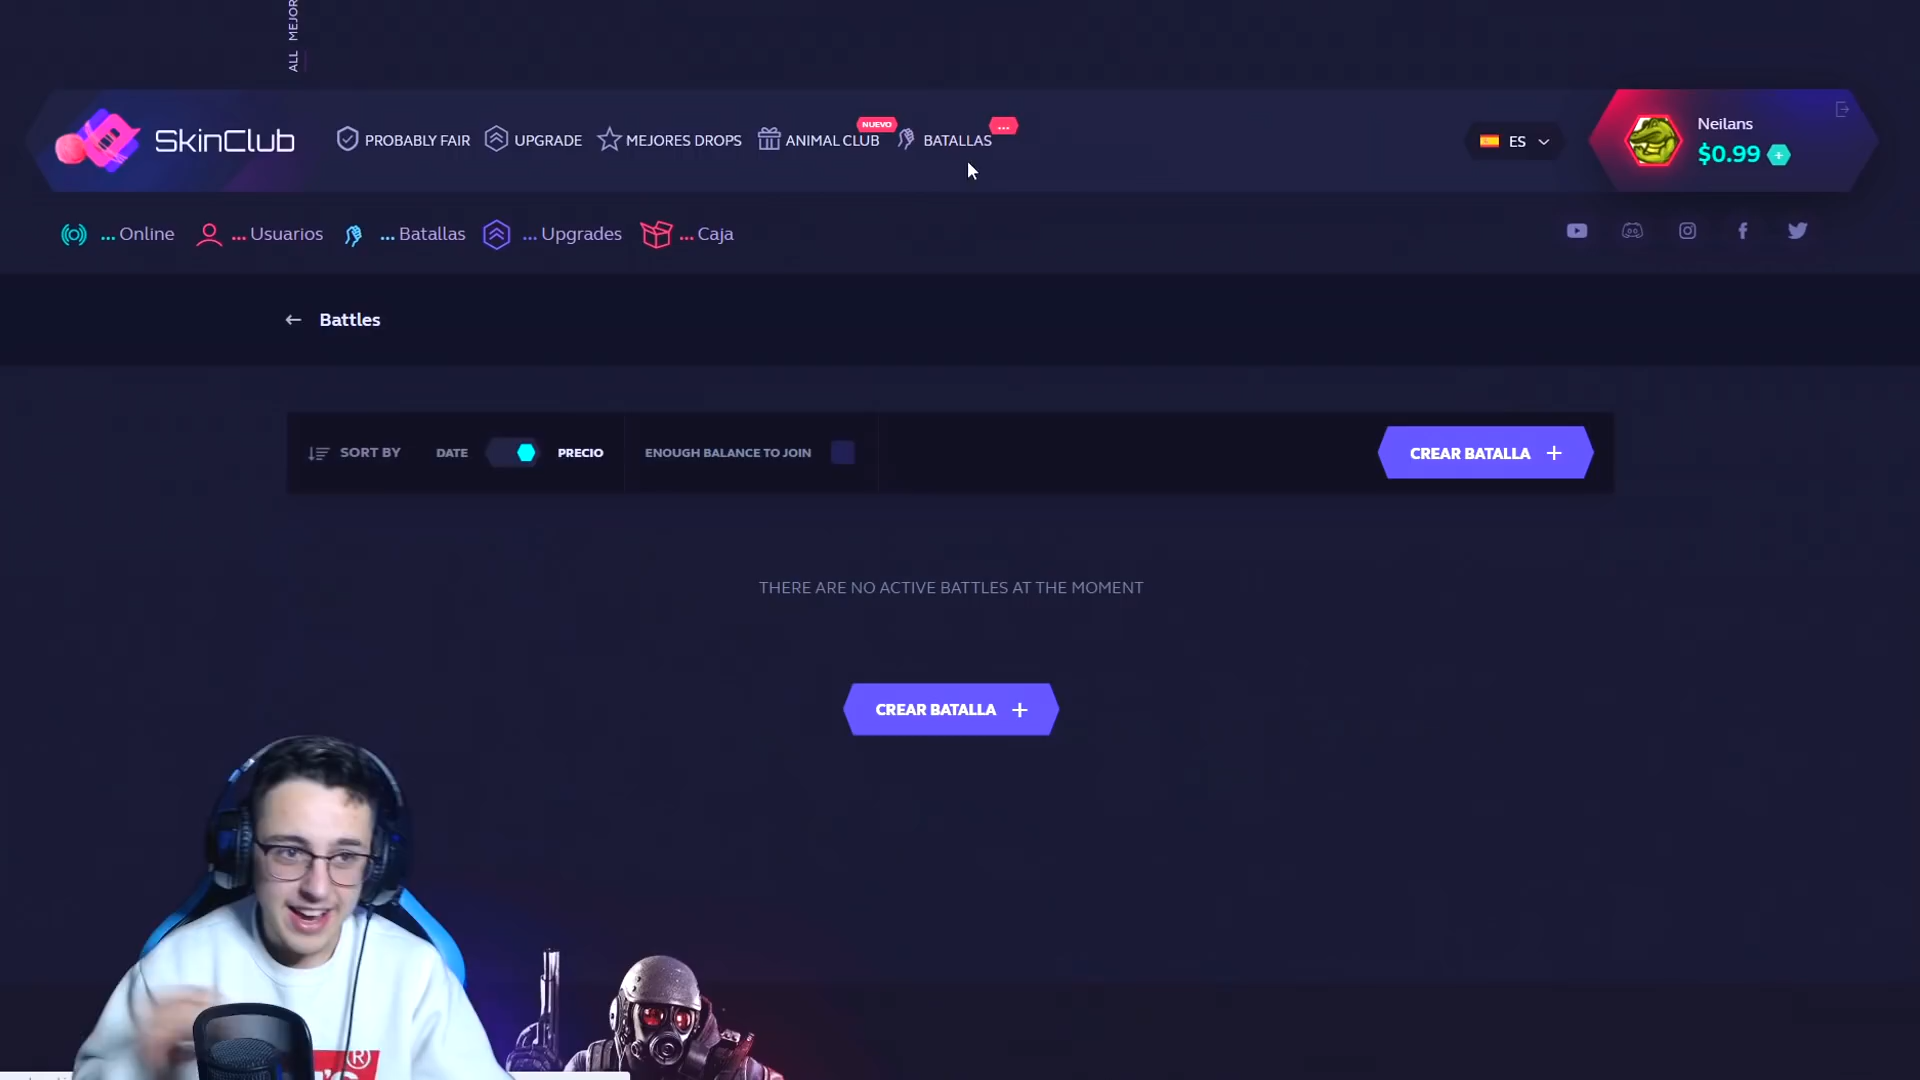 ALL MEJOR
SKINCLUB
PROBABLY FAIR
UPGRADE
MEJORES DROPS
NUEVO
ANIMAL CLUB
BATALLAS
...
ES
Neilans
$0.99 +
... Online
... Usuarios
... Batallas
... Upgrades
... Caja
← Battles
SORT BY
DATE
PRECIO
ENOUGH BALANCE TO JOIN
CREAR BATALLA +
THERE ARE NO ACTIVE BATTLES AT THE MOMENT
CREAR BATALLA +
(R)